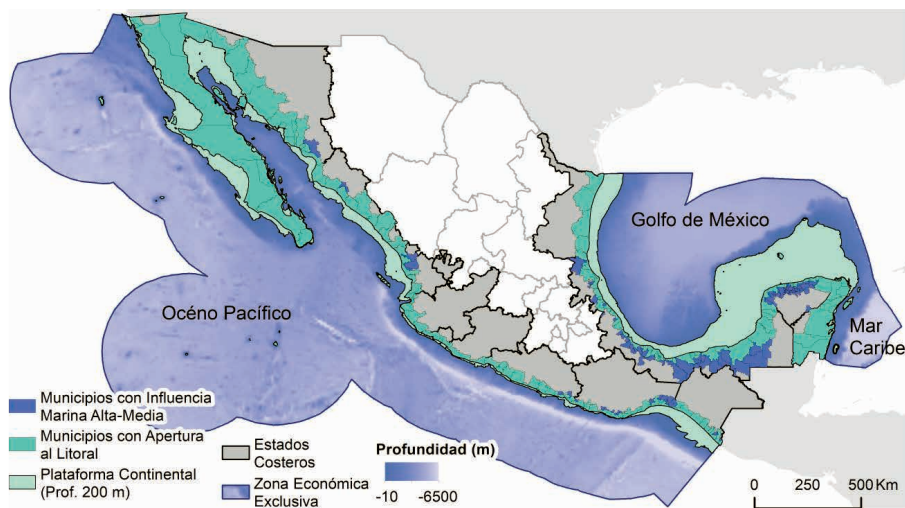 Golfo de México
Océno Pacífico
Mar
Caribe
Municipios con Influencia
Marina Alta-Media
Municipios con Apertura
al Litoral
Plataforma Continental
(Prof. 200 m)
Estados
Costeros
Zona Económica
Exclusiva
Profundidad (m)
-10 -6500
0 250 500 Km